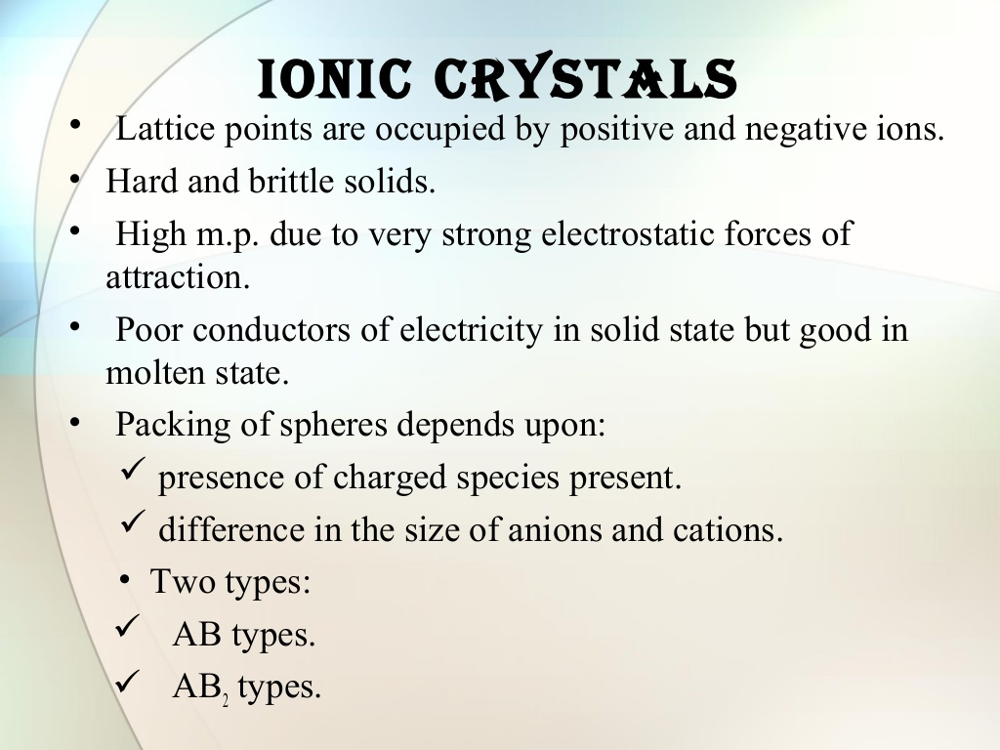 IONIC CRYSTALS
• Lattice points are occupied by positive and negative ions.
• Hard and brittle solids.
• High m.p. due to very strong electrostatic forces of
attraction.
• Poor conductors of electricity in solid state but good in
molten state.
• Packing of spheres depends upon:
✓ presence of charged species present.
✓ difference in the size of anions and cations.
• Two types:
✓ AB types.
✓ AB₂ types.